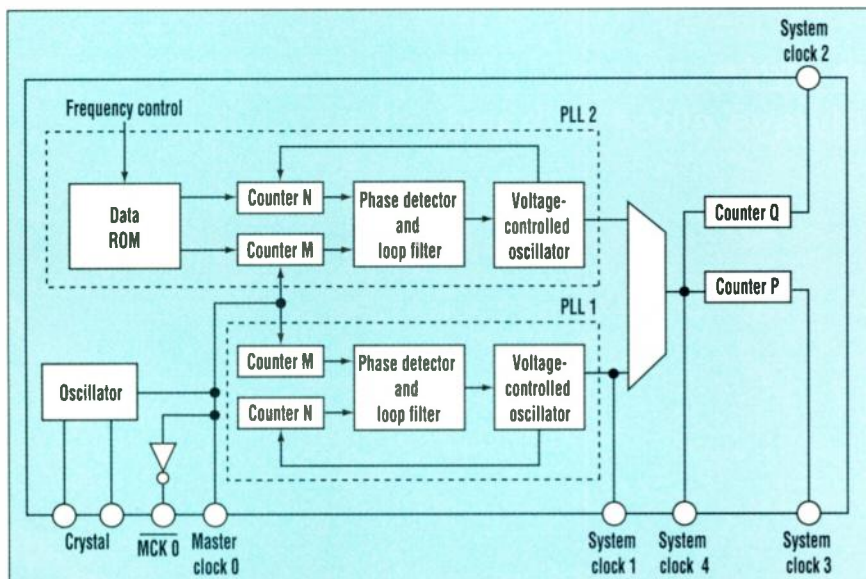 System
clock 2
Frequency control
PLL 2
Data
ROM
Counter N
Counter M
Phase detector
and
loop filter
Voltage-
controlled
oscillator
Counter Q
Counter P
PLL 1
Oscillator
Counter M
Counter N
Phase detector
and
loop filter
Voltage-
controlled
oscillator
Crystal
MCK 0
Master
clock 0
System
clock 1
System
clock 4
System
clock 3